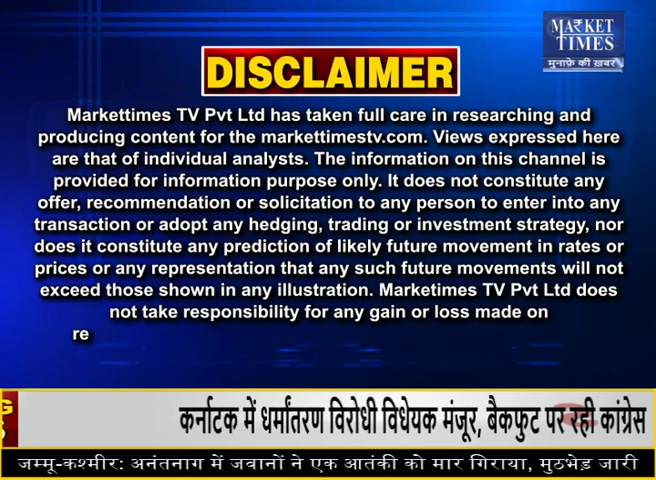 MA₹KET
TIMES
मुनाफ़े की ख़बर
DISCLAIMER
Markettimes TV Pvt Ltd has taken full care in researching and
producing content for the markettimestv.com. Views expressed here
are that of individual analysts. The information on this channel is
provided for information purpose only. It does not constitute any
offer, recommendation or solicitation to any person to enter into any
transaction or adopt any hedging, trading or investment strategy, nor
does it constitute any prediction of likely future movement in rates or
prices or any representation that any such future movements will not
exceed those shown in any illustration. Marketimes TV Pvt Ltd does
not take responsibility for any gain or loss made on
re
कर्नाटक में धर्मांतरण विरोधी विधेयक मंजूर, बैकफुट पर रही कांग्रेस
जम्मू-कश्मीर: अनंतनाग में जवानों ने एक आतंकी को मार गिराया, मुठभेड़ जारी